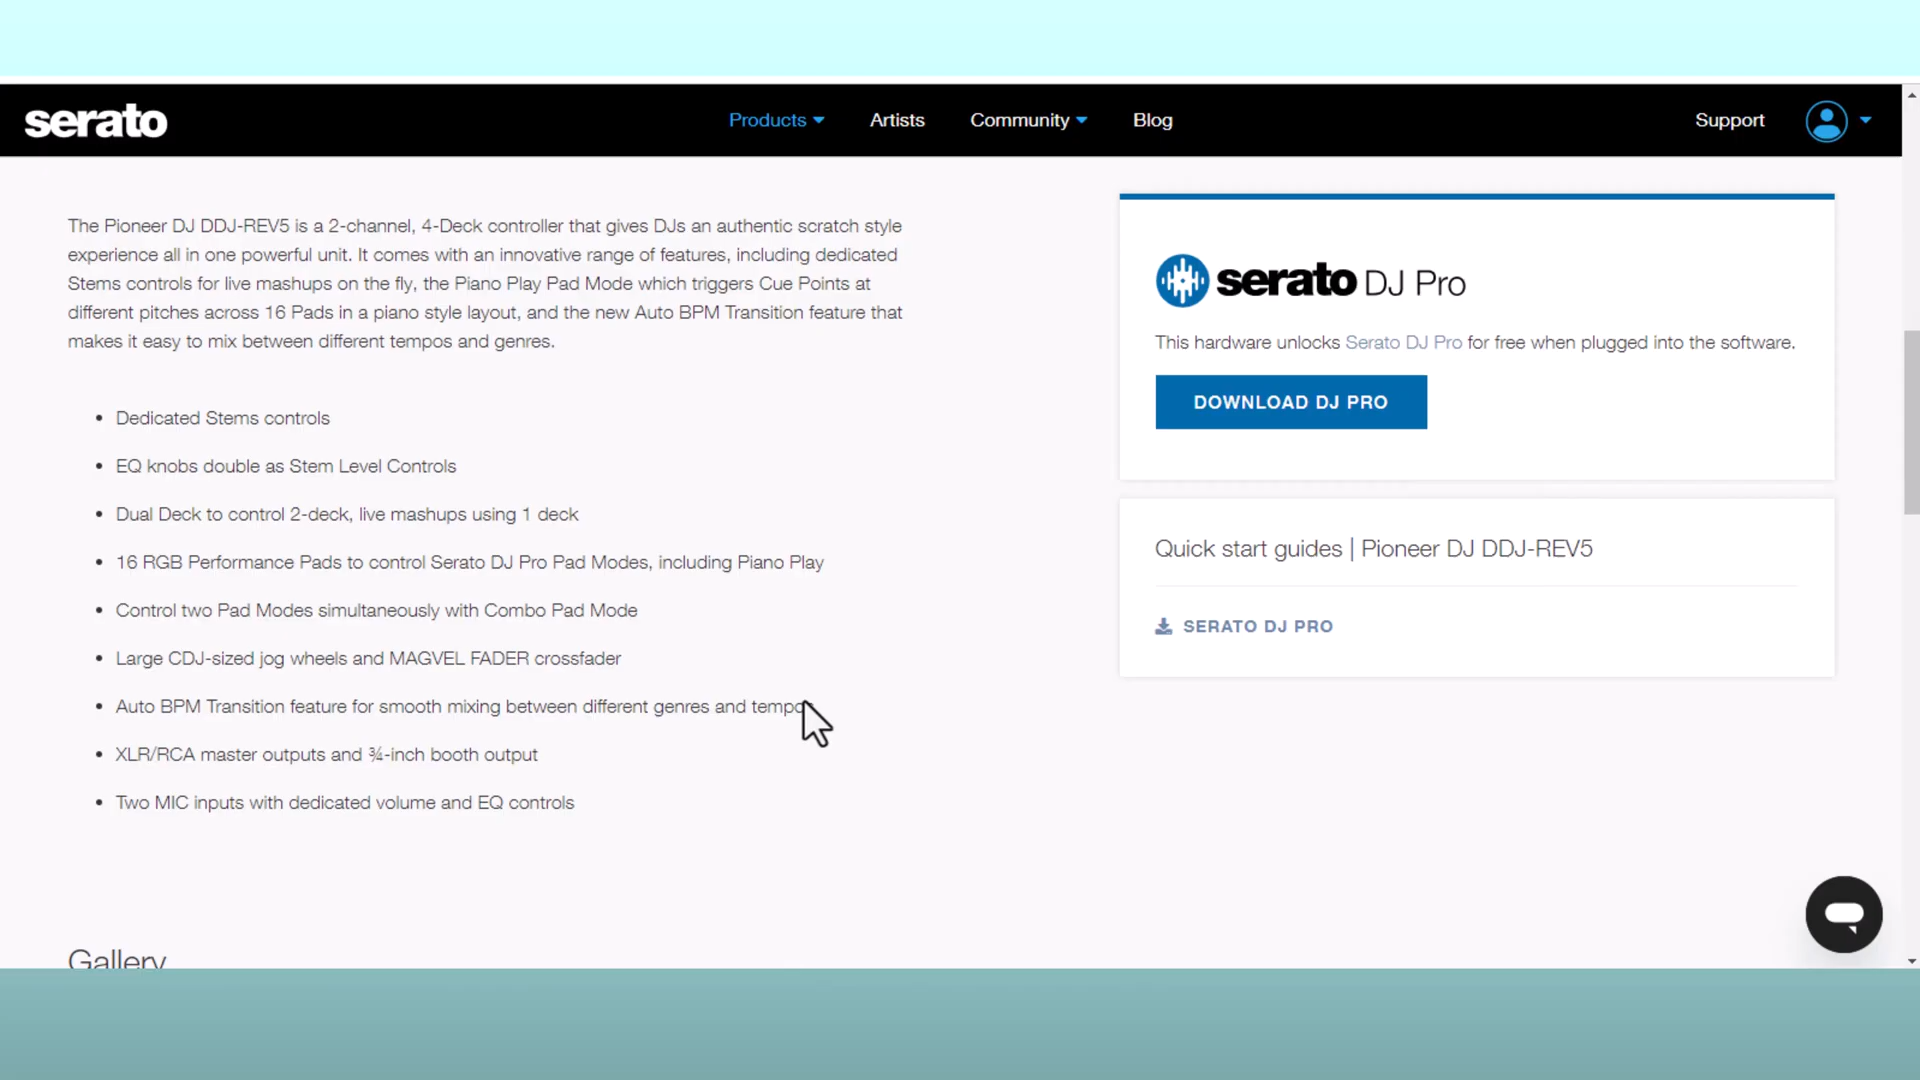 serato
Products
Artists
Community
Blog
Support
The Pioneer DJ DDJ-REV5 is a 2-channel, 4-Deck controller that gives DJs an authentic scratch style
experience all in one powerful unit. It comes with an innovative range of features, including dedicated
Stems controls for live mashups on the fly, the Piano Play Pad Mode which triggers Cue Points at
different pitches across 16 Pads in a piano style layout, and the new Auto BPM Transition feature that
makes it easy to mix between different tempos and genres.
• Dedicated Stems controls
• EQ knobs double as Stem Level Controls
• Dual Deck to control 2-deck, live mashups using 1 deck
• 16 RGB Performance Pads to control Serato DJ Pro Pad Modes, including Piano Play
• Control two Pad Modes simultaneously with Combo Pad Mode
• Large CDJ-sized jog wheels and MAGVEL FADER crossfader
• Auto BPM Transition feature for smooth mixing between different genres and tempos
• XLR/RCA master outputs and ¾-inch booth output
• Two MIC inputs with dedicated volume and EQ controls
Gallery
serato DJ Pro
This hardware unlocks Serato DJ Pro for free when plugged into the software.
DOWNLOAD DJ PRO
Quick start guides | Pioneer DJ DDJ-REV5
SERATO DJ PRO